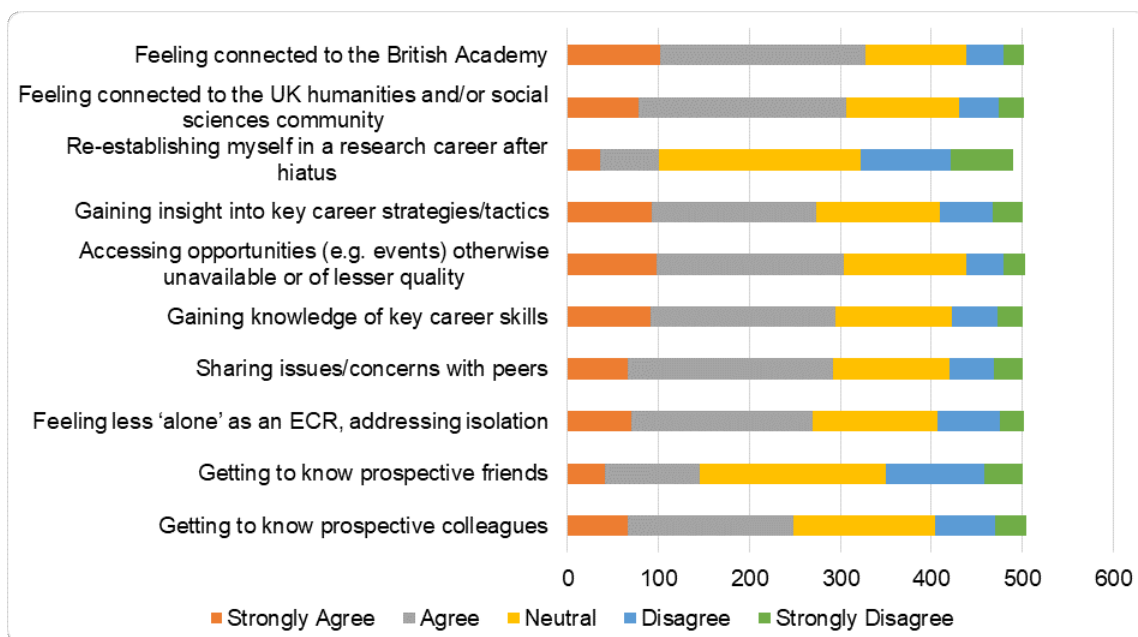 Feeling connected to the British Academy
Feeling connected to the UK humanities and/or social
sciences community
Re-establishing myself in a research career after
hiatus
Gaining insight into key career strategies/tactics
Accessing opportunities (e.g. events) otherwise
unavailable or of lesser quality
Gaining knowledge of key career skills
Sharing issues/concerns with peers
Feeling less ‘alone’ as an ECR, addressing isolation
Getting to know prospective friends
Getting to know prospective colleagues
0 100 200 300 400 500 600
Strongly Agree Agree Neutral Disagree Strongly Disagree